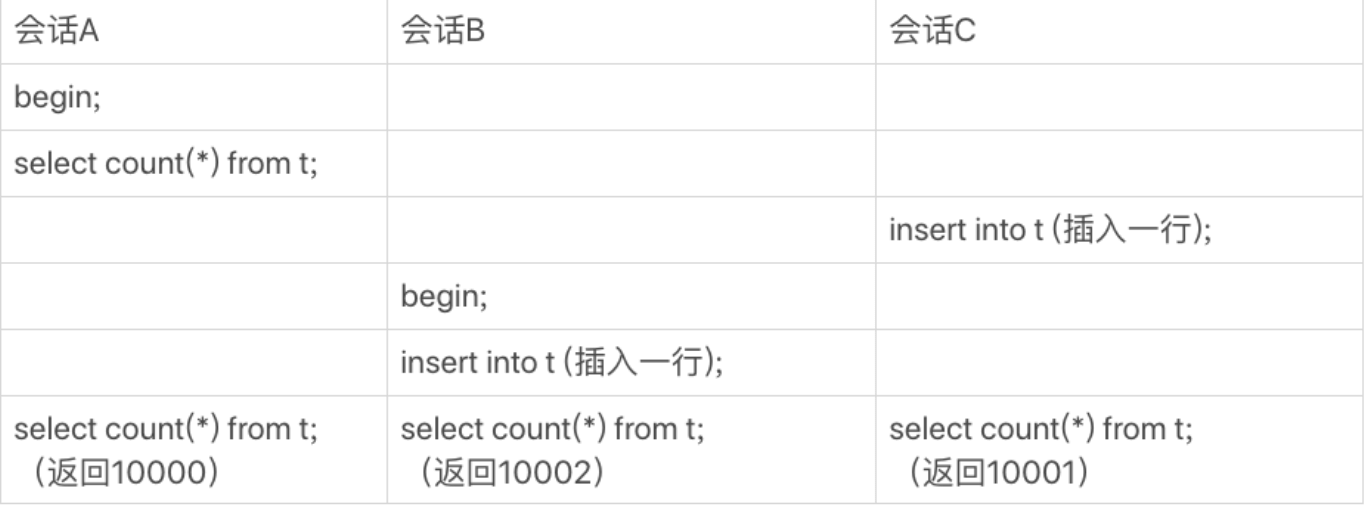 会话A
会话B
会话C
begin;
select count(*) from t;
insert into t (插入一行);
begin;
insert into t (插入一行);
select count(*) from t;
（返回10000）
select count(*) from t;
（返回10002）
select count(*) from t;
（返回10001）